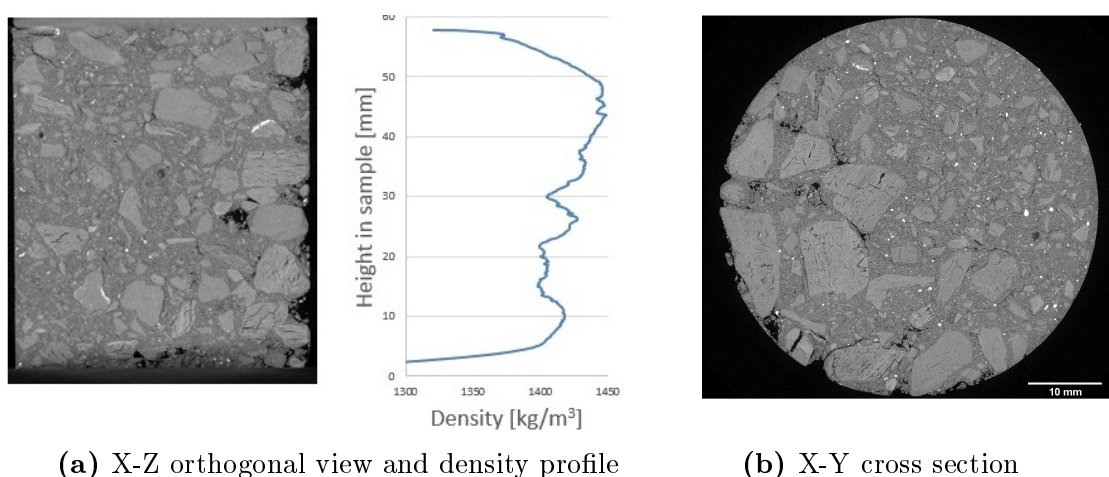 60
50
40
30
20
10
0
Height in sample [mm]
1300 1350 1400 1450
Density [kg/m³]
10 mm
(a) X-Z orthogonal view and density profile
(b) X-Y cross section